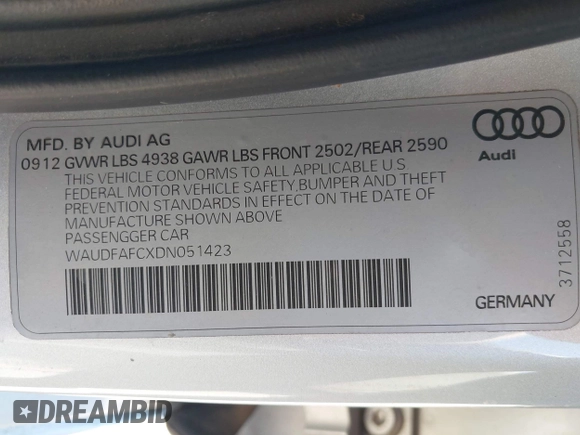 MFD. BY AUDI AG
0912 GVWR LBS 4938 GAWR LBS FRONT 2502/REAR 2590
THIS VEHICLE CONFORMS TO ALL APPLICABLE U S
FEDERAL MOTOR VEHICLE SAFETY,BUMPER AND THEFT
PREVENTION STANDARDS IN EFFECT ON THE DATE OF
MANUFACTURE SHOWN ABOVE
PASSENGGER CAR
WAUDFAFCXDN051423
Audi
3712558
GERMANY
DREAMBID